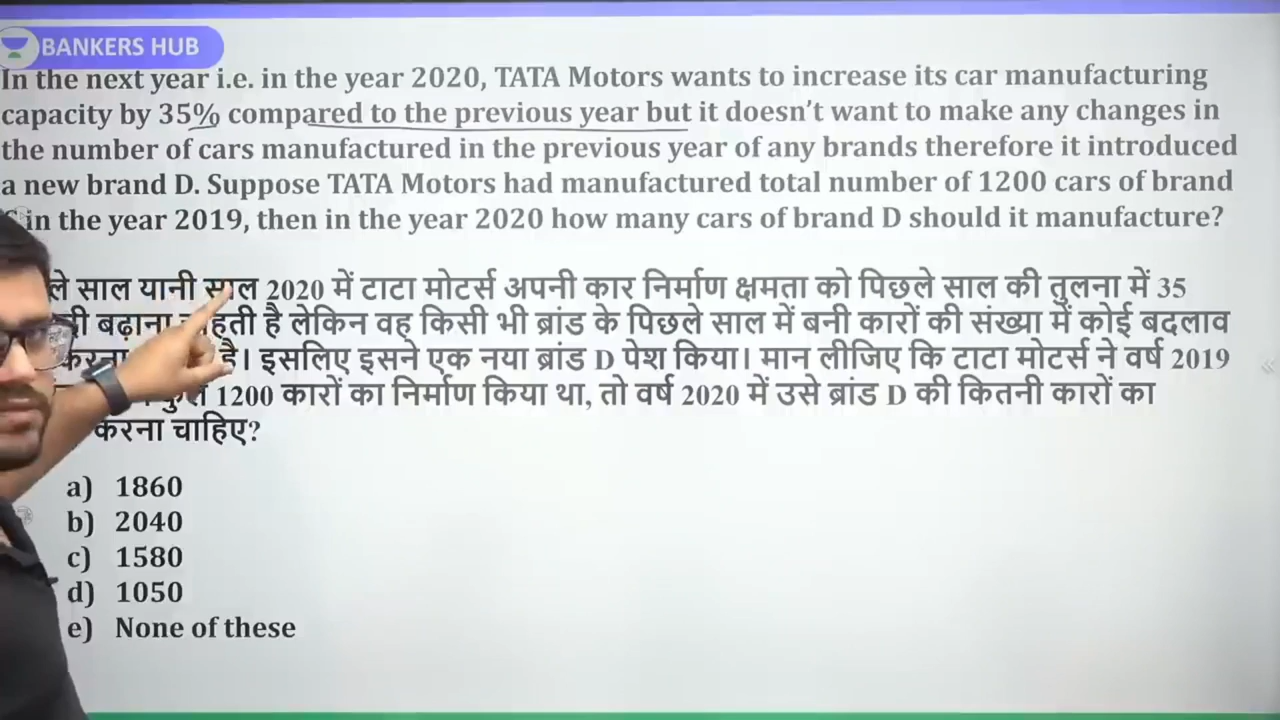 BANKERS HUB
In the next year i.e. in the year 2020, TATA Motors wants to increase its car manufacturing
capacity by 35% compared to the previous year but it doesn't want to make any changes in
the number of cars manufactured in the previous year of any brands therefore it introduced
a new brand D. Suppose TATA Motors had manufactured total number of 1200 cars of brand
in the year 2019, then in the year 2020 how many cars of brand D should it manufacture?
साल यानी साल 2020 में टाटा मोटर्स अपनी कार निर्माण क्षमता को पिछले साल की तुलना में 35
बढ़ाना है लेकिन वह किसी भी ब्रांड के पिछले साल में बनी कारों की संख्या में कोई बदलाव
है। इसलिए इसने एक नया ब्रांड D पेश किया। मान लीजिए कि टाटा मोटर्स ने वर्ष 2019
1200 कारों का निर्माण किया था, तो वर्ष 2020 में उसे ब्रांड D की कितनी कारों का
करना चाहिए?
a) 1860
b) 2040
c) 1580
d) 1050
e) None of these